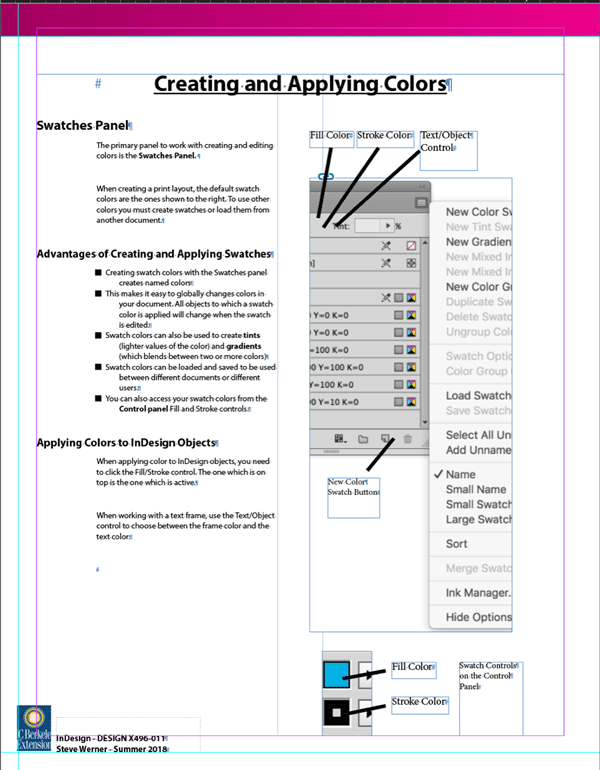 Creating and Applying Colors
Swatches Panel
The primary panel to work with creating and editing
colors is the Swatches Panel.
When creating a print layout, the default swatch
colors are the ones shown to the right. To use other
colors you must create swatches or load them from
another document.
Advantages of Creating and Applying Swatches
Creating swatch colors with the Swatches panel
creates named colors
This makes it easy to globally changes colors in
your document. All objects to which a swatch
color is applied will change when the swatch
is edited.
Swatch colors can also be used to create tints
(lighter values of the color) and gradients
(which blends between two or more colors)
Swatch colors can be loaded and saved to be used
between different documents or different
users.
You can also access your swatch colors from the
Control panel Fill and Stroke controls.
Applying Colors to InDesign Objects
When applying color to InDesign objects, you need
to click the Fill/Stroke control. The one which is on
top is the one which is active.
When working with a text frame, use the Text/Object
control to choose between the frame color and the
text color.
Fill Color
Stroke Color
Text/Object
Control
Tint:
%
Y=0 K=0
Y=0 K=0
=100 K=0
Y=100 K=0
Y=100 K=0
Y=10 K=0
New Color Sw
New Tint Swa
New Gradien
New Mixed In
New Mixed In
New Color Gr
Duplicate Sw
Delete Swatc
Ungroup Colo
Swatch Optio
Color Group
Load Swatch
Save Swatch
Select All Unu
Add Unname
✓ Name
Small Name
Small Swatch
Large Swatch
Sort
Merge Swatc
Ink Manager.
Hide Options
New Color
Swatch Button
Fill Color
Stroke Color
Swatch Controls
on the Control
Panel
Berkele
Extension
InDesign - DESIGN X496-011
Steve Werner - Summer 2018